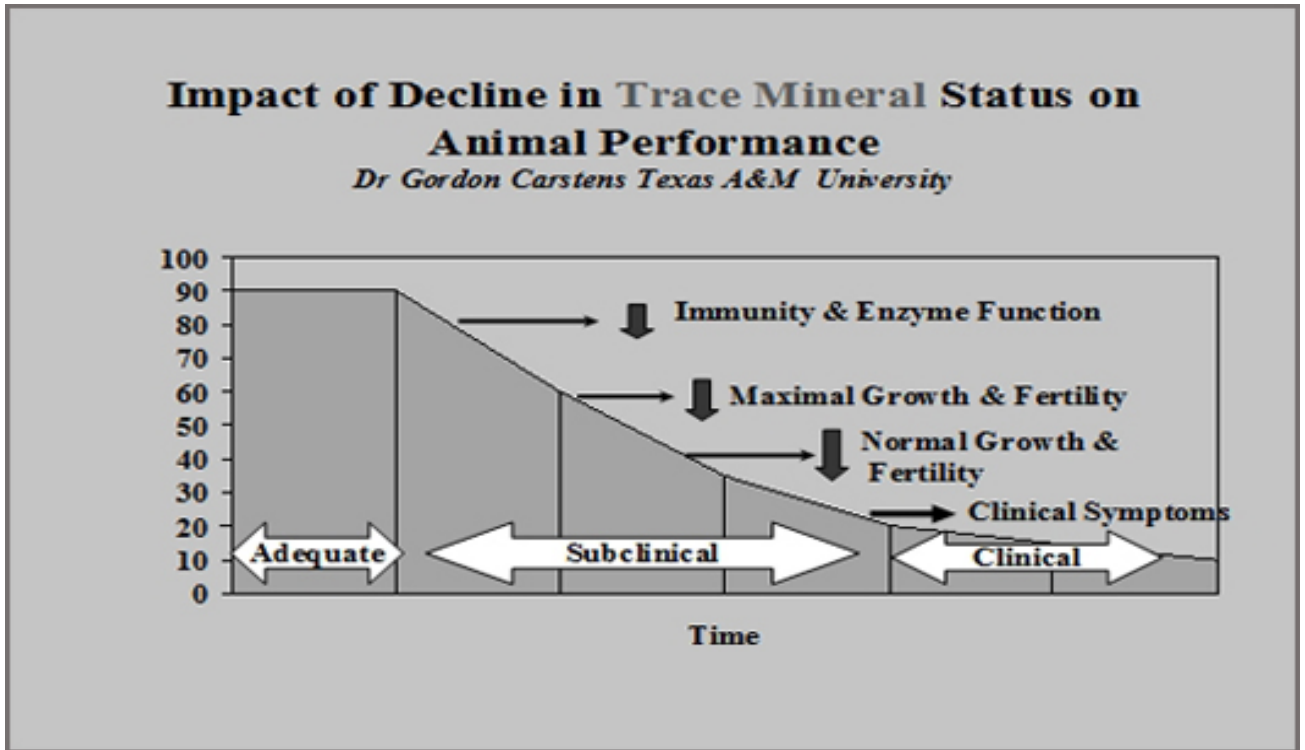 Impact of Decline in Trace Mineral Status on
Animal Performance
Dr Gordon Carstens Texas A&M University
100
90
80
70
60
50
40
30
20
10
0
Immunity & Enzyme Function
Maximal Growth & Fertility
Normal Growth &
Fertility
Clinical Symptoms
Adequate
Subclinical
Clinical
Time